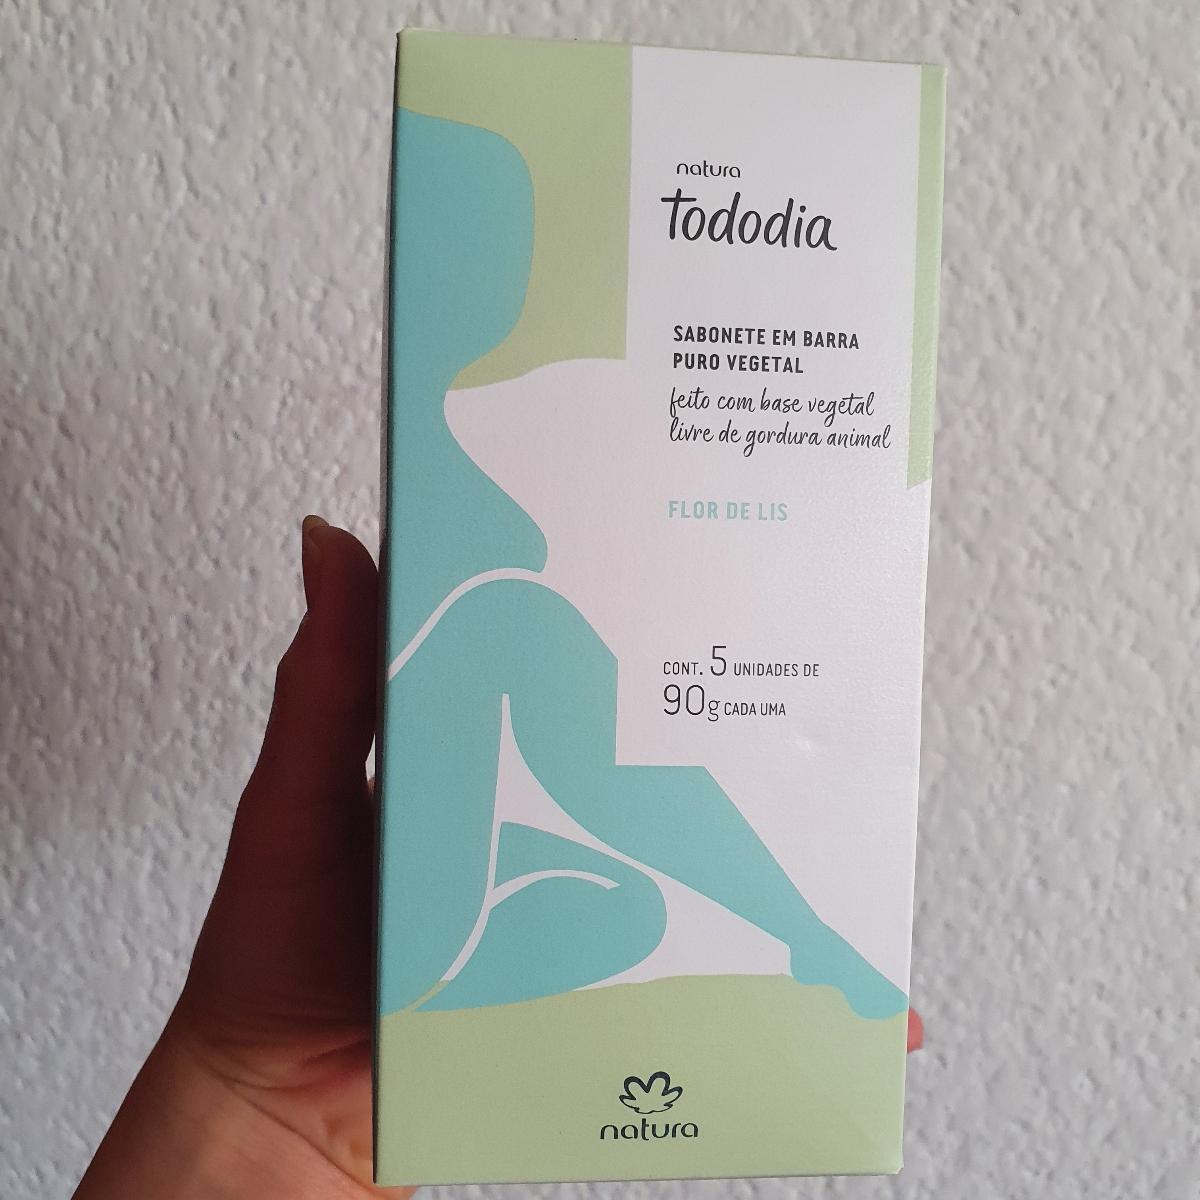 natura
tododia
SABONETE EM BARRA
PURO VEGETAL
feito com base vegetal
livre de gordura animal
FLOR DE LIS
CONT. 5 UNIDADES DE
90g CADA UMA
natura